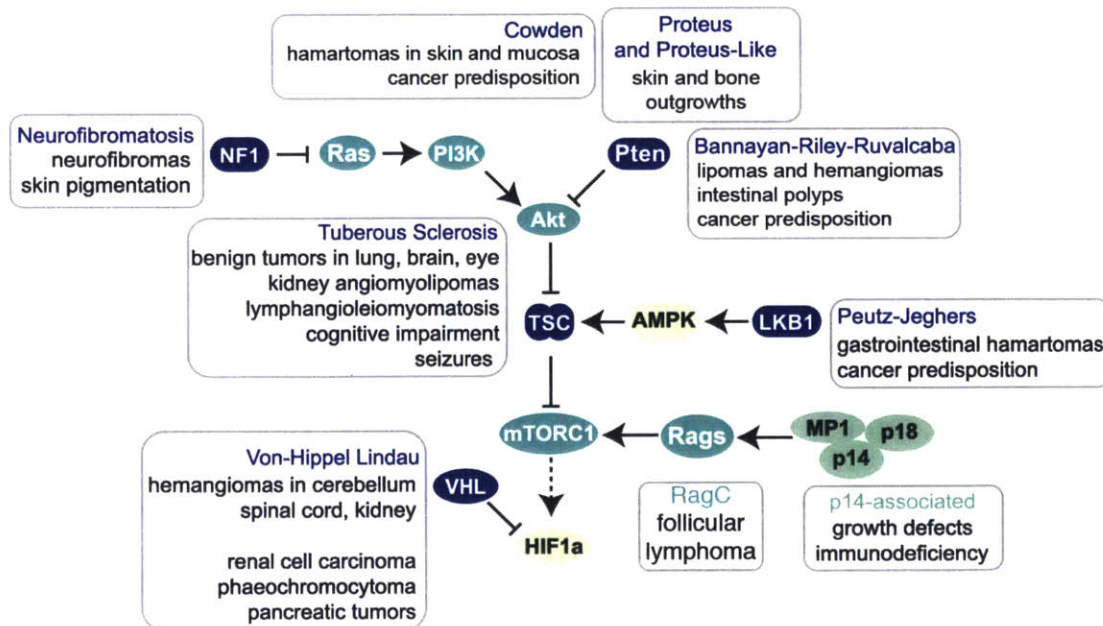 Cowden
hamartomas in skin and mucosa
cancer predisposition
Proteus
and Proteus-Like
skin and bone
outgrowths
Neurofibromatosis
neurofibromas
skin pigmentation
NF1
Ras
PI3K
Pten
Bannayan-Riley-Ruvalcaba
lipomas and hemangiomas
intestinal polyps
cancer predisposition
Akt
Tuberous Sclerosis
benign tumors in lung, brain, eye
kidney angiomyolipomas
lymphangioleiomyomatosis
cognitive impairment
seizures
TSC
AMPK
LKB1
Peutz-Jeghers
gastrointestinal hamartomas
cancer predisposition
mTORC1
Rags
MP1
p18
p14
Von-Hippel Lindau
hemangiomas in cerebellum
spinal cord, kidney
renal cell carcinoma
phaeochromocytoma
pancreatic tumors
VHL
HIF1a
RagC
follicular
lymphoma
p14-associated
growth defects
immunodeficiency